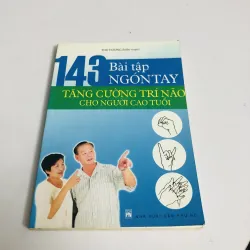 143 Bài tập
NGÓN TAY
TĂNG CƯỜNG TRÍ NÃO
CHO NGƯỜI CAO TUỔI